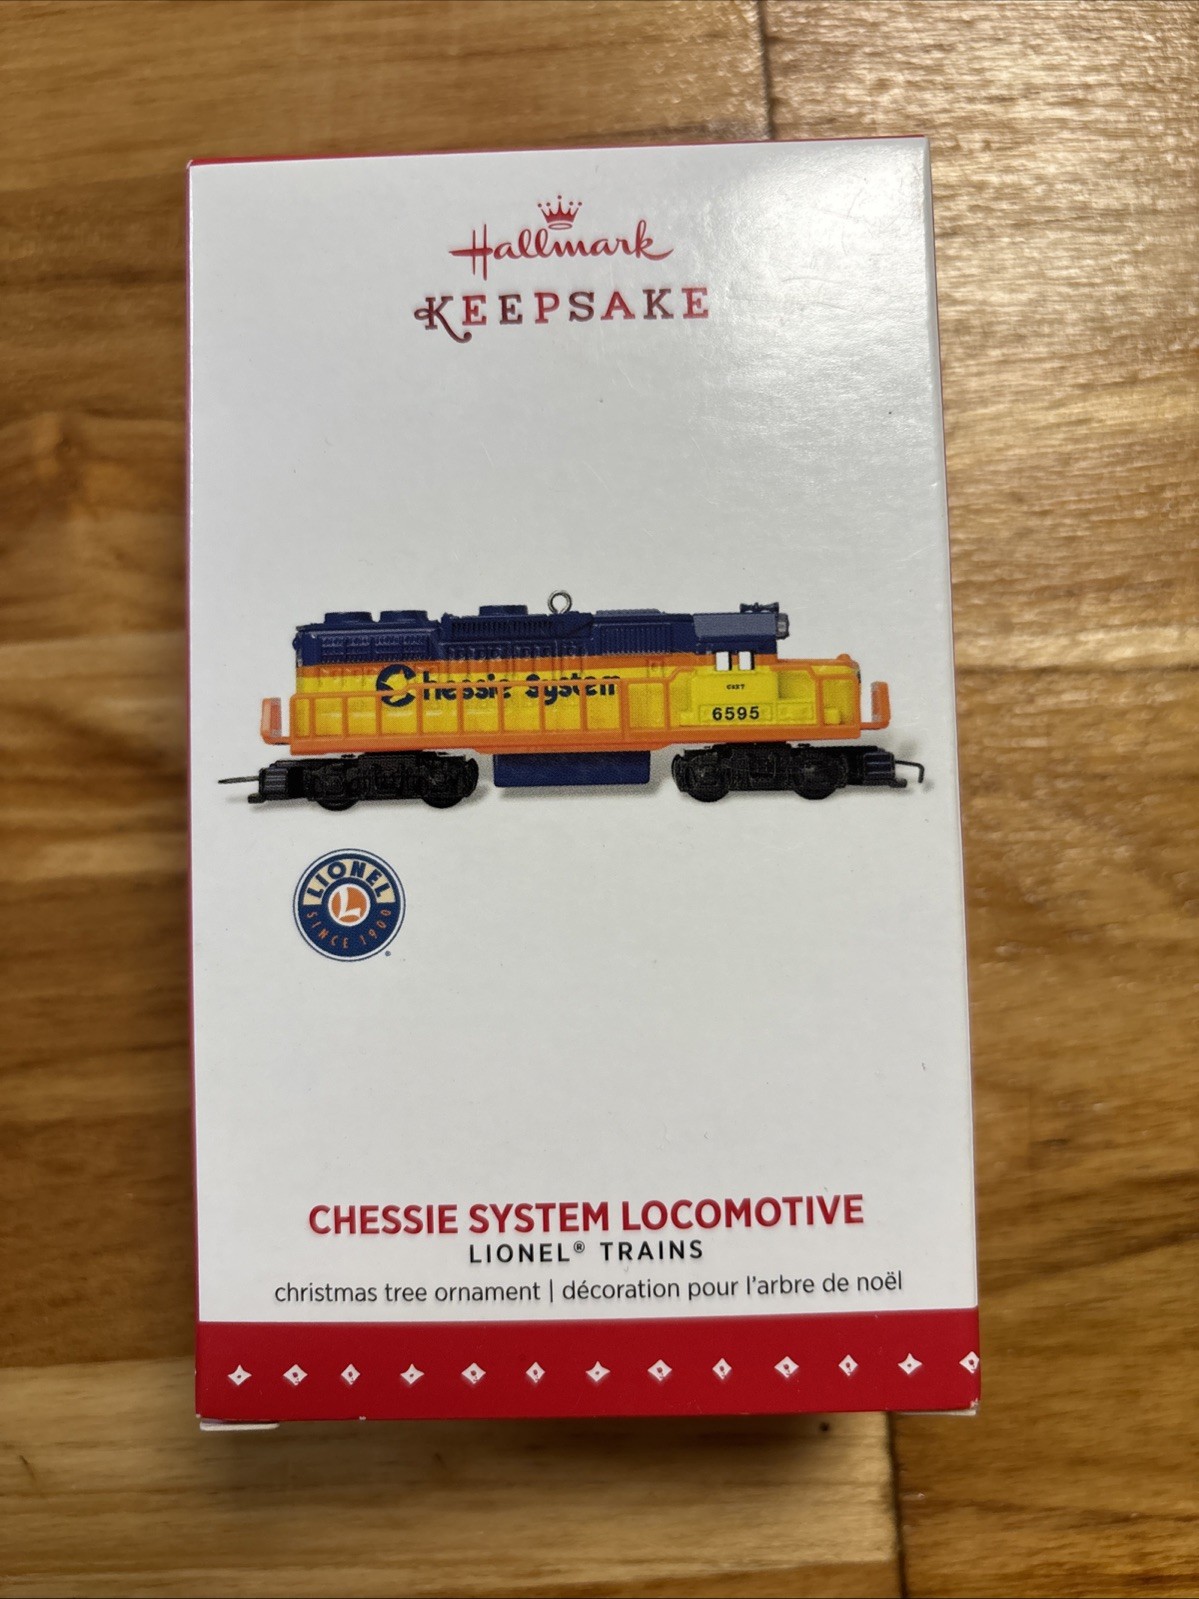 Hallmark
KEEPSAKE
Chessie System
6595
LIONEL
L
SINCE 1900
CHESSIE SYSTEM LOCOMOTIVE
LIONEL® TRAINS
christmas tree ornament | décoration pour l'arbre de noël